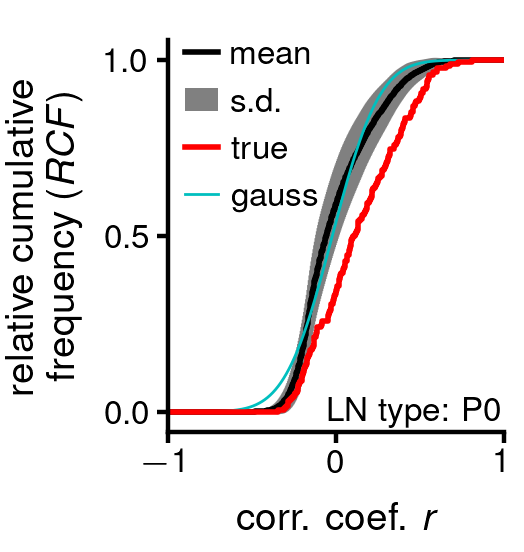 relative cumulative
frequency (RCF)
1.0
0.5
0.0
mean
s.d.
true
gauss
LN type: P0
−1
0
1
corr. coef. r